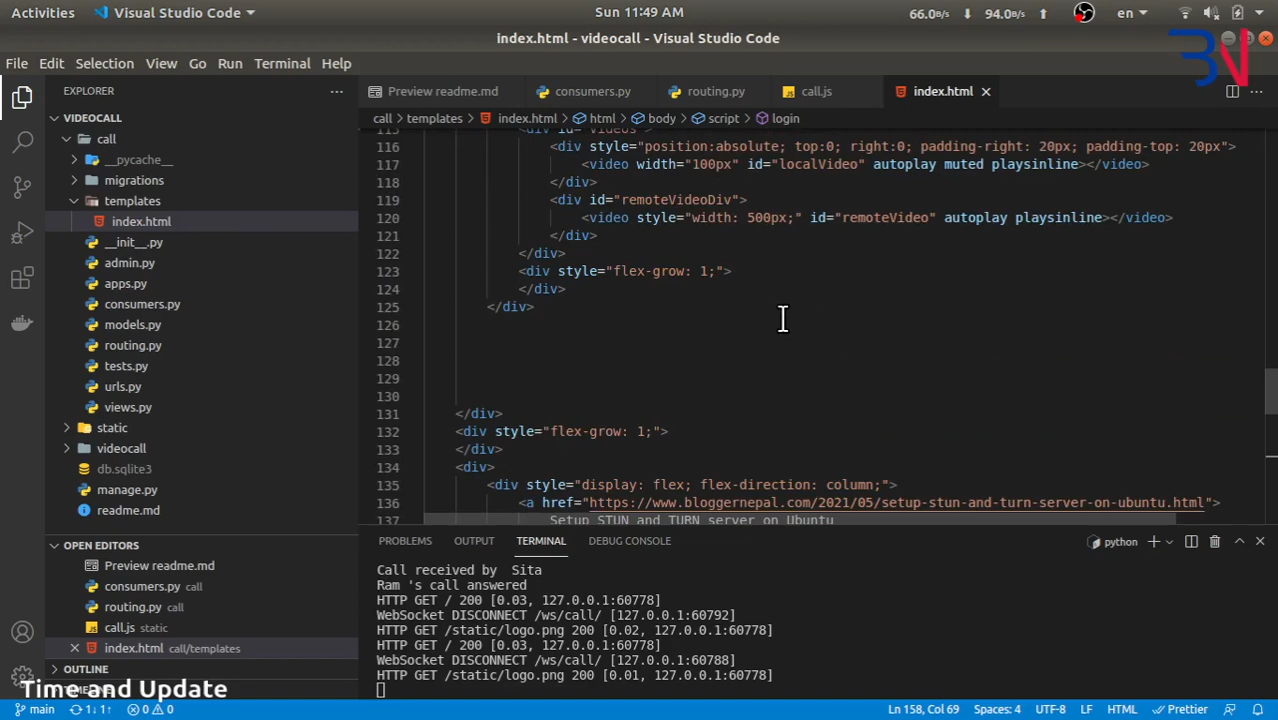 Activities Visual Studio Code Sun 11:49 AM 66.0B/s 94.0B/s en
index.html - videocall - Visual Studio Code
File Edit Selection View Go Run Terminal Help
BN
EXPLORER
VIDEOCALL
call
__pycache__
migrations
templates
index.html
__init__.py
admin.py
apps.py
consumers.py
models.py
routing.py
tests.py
urls.py
views.py
static
videocall
db.sqlite3
manage.py
readme.md
OPEN EDITORS
Preview readme.md
consumers.py call
routing.py call
call.js static
index.html call/templates
OUTLINE
Time and Update
Preview readme.md consumers.py routing.py call.js index.html
call > templates > index.html > html > body > script > login
115 <div id="videos">
116 <div style="position:absolute; top:0; right:0; padding-right: 20px; padding-top: 20px">
117 <video width="100px" id="localVideo" autoplay muted playsinline></video>
118 </div>
119 <div id="remoteVideoDiv">
120 <video style="width: 500px;" id="remoteVideo" autoplay playsinline></video>
121 </div>
122 </div>
123 <div style="flex-grow: 1;">
124 </div>
125 </div>
126
127
128
129
130
131 </div>
132 <div style="flex-grow: 1;">
133 </div>
134 <div>
135 <div style="display: flex; flex-direction: column;">
136 <a href="https://www.bloggernepal.com/2021/05/setup-stun-and-turn-server-on-ubuntu.html">
137 Setup STUN and TURN server on Ubuntu
PROBLEMS OUTPUT TERMINAL DEBUG CONSOLE python
Call received by  Sita
Ram 's call answered
HTTP GET / 200 [0.03, 127.0.0.1:60778]
WebSocket DISCONNECT /ws/call/ [127.0.0.1:60792]
HTTP GET /static/logo.png 200 [0.02, 127.0.0.1:60778]
HTTP GET / 200 [0.03, 127.0.0.1:60778]
WebSocket DISCONNECT /ws/call/ [127.0.0.1:60788]
HTTP GET /static/logo.png 200 [0.01, 127.0.0.1:60778]
main 1↓ 1↑ 0 0 Ln 158, Col 69 Spaces: 4 UTF-8 LF HTML Prettier